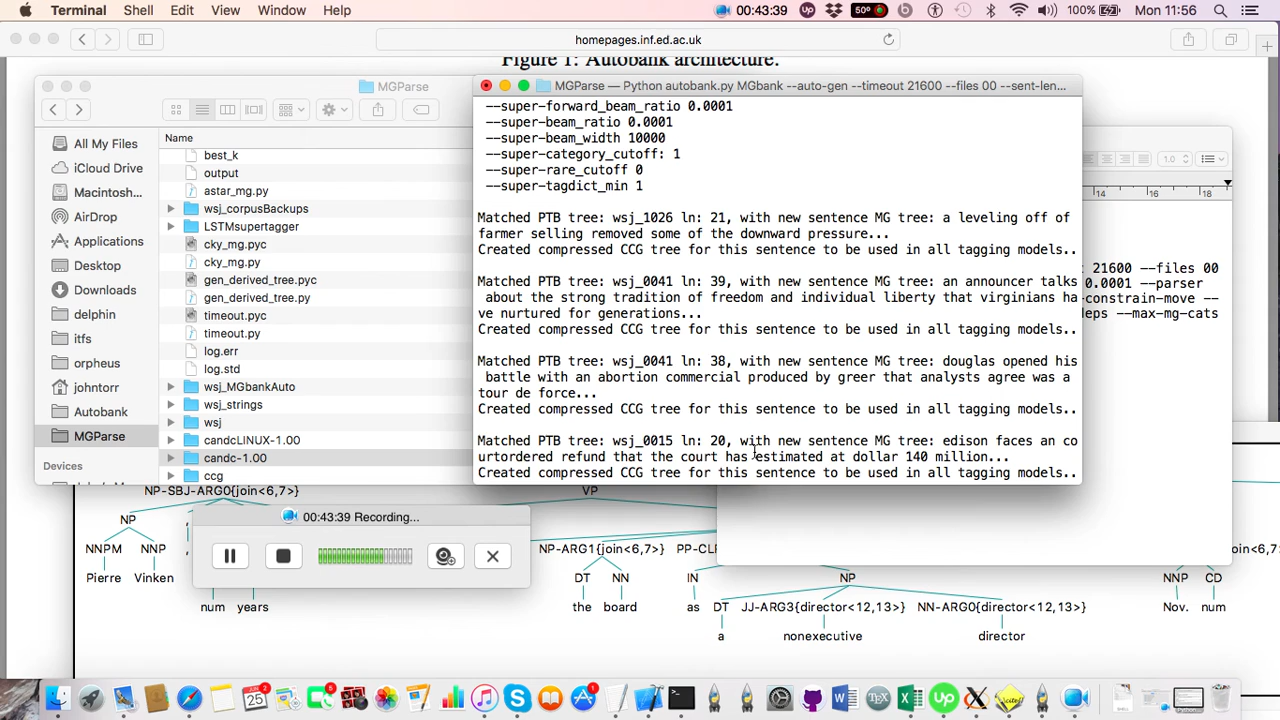 Terminal Shell Edit View Window Help 00:43:39 50° 100% Mon 11:56
homepages.inf.ed.ac.uk
Figure 1: Autobank architecture.
MGParse
Name
All My Files
iCloud Drive
Macintosh...
AirDrop
Applications
Desktop
Downloads
delphin
itfs
orpheus
johntorr
Autobank
MGParse
Devices
best_k
output
astar_mg.py
wsj_corpusBackups
LSTMsupertagger
cky_mg.pyc
cky_mg.py
gen_derived_tree.pyc
gen_derived_tree.py
timeout.pyc
timeout.py
log.err
log.std
wsj_MGbankAuto
wsj_strings
wsj
candcLINUX-1.00
candc-1.00
ccg
MGParse — Python autobank.py MGbank --auto-gen --timeout 21600 --files 00 --sent-len...
--super-forward_beam_ratio 0.0001
--super-beam_ratio 0.0001
--super-beam_width 10000
--super-category_cutoff: 1
--super-rare_cutoff 0
--super-tagdict_min 1
Matched PTB tree: wsj_1026 ln: 21, with new sentence MG tree: a leveling off of
farmer selling removed some of the downward pressure...
Created compressed CCG tree for this sentence to be used in all tagging models..
Matched PTB tree: wsj_0041 ln: 39, with new sentence MG tree: an announcer talks
about the strong tradition of freedom and individual liberty that virginians ha
ve nurtured for generations...
Created compressed CCG tree for this sentence to be used in all tagging models..
Matched PTB tree: wsj_0041 ln: 38, with new sentence MG tree: douglas opened his
battle with an abortion commercial produced by greer that analysts agree was a
tour de force...
Created compressed CCG tree for this sentence to be used in all tagging models..
Matched PTB tree: wsj_0015 ln: 20, with new sentence MG tree: edison faces an co
urtordered refund that the court has estimated at dollar 140 million...
Created compressed CCG tree for this sentence to be used in all tagging models..
1.0
14 16 18
21600 --files 00
0.0001 --parser
-constrain-move --
deps --max-mg-cats
NP-SBJ-ARG0{join<6,7>} VP
00:43:39 Recording...
NP
NNPM NNP NP-ARG1{join<6,7>} NNP CD
Pierre Vinken DT NN IN NP Nov. num
num years the board as DT JJ-ARG3{director<12,13>} NN-ARG0{director<12,13>}
a nonexecutive director